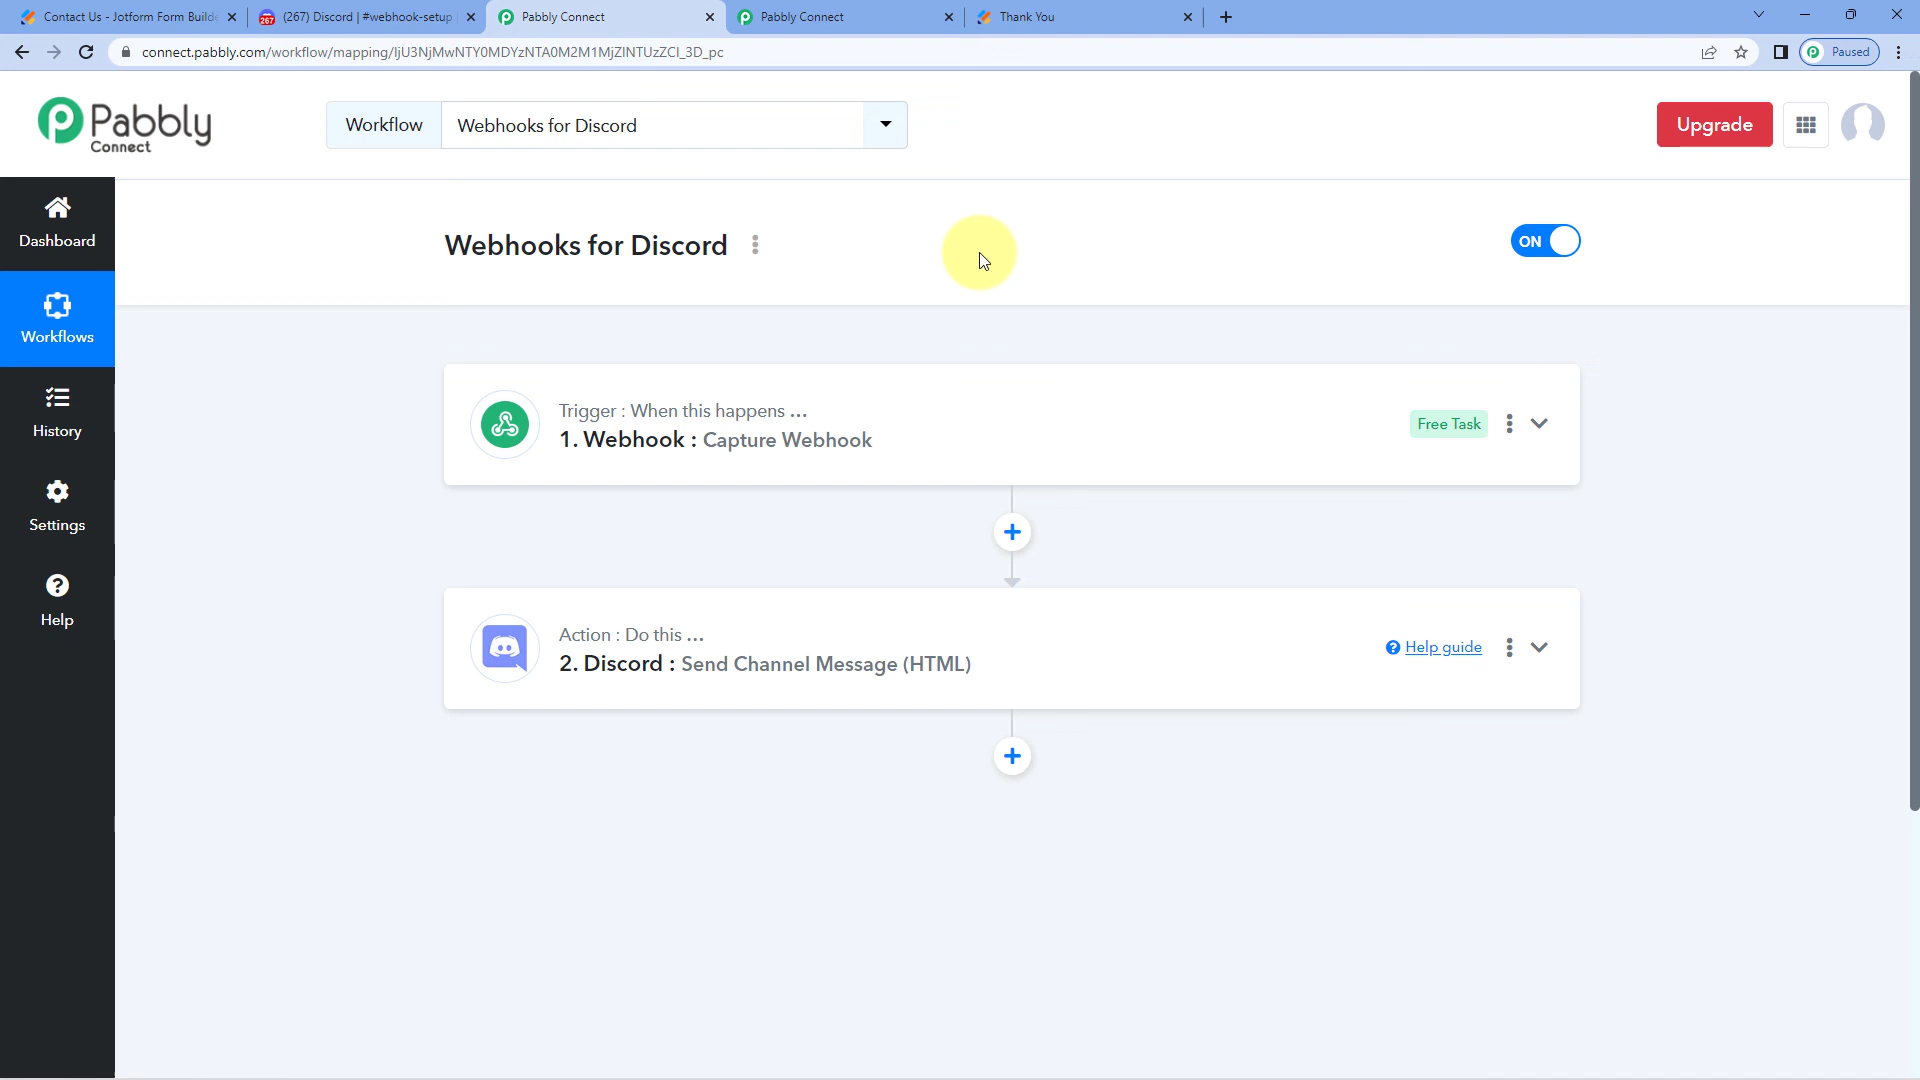 Contact Us - Jotform Form Builde
(267) Discord | #webhook-setup
Pabbly Connect
Pabbly Connect
Thank You
connect.pabbly.com/workflow/mapping/IjU3NjMwNTY0MDYzNTA0M2M1MjZINTUzZCI_3D_pc
Paused
Pabbly
Connect
Workflow
Webhooks for Discord
Upgrade
Dashboard
Workflows
History
Settings
Help
Webhooks for Discord
ON
Trigger : When this happens ...
1. Webhook : Capture Webhook
Free Task
Action : Do this ...
2. Discord : Send Channel Message (HTML)
Help guide